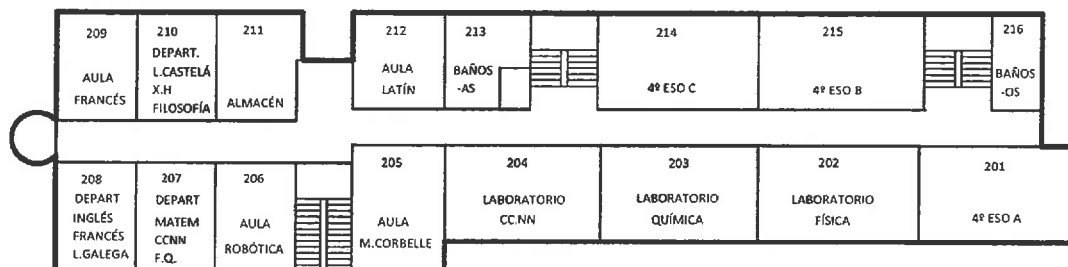 209
AULA
FRANCÉS
210
DEPART.
L.CASTELÁ
X.H
FILOSOFÍA
211
ALMACÉN
212
AULA
LATÍN
213
BAÑOS
-AS
214
4º ESO C
215
4º ESO B
216
BAÑOS
-OS
208
DEPART
INGLÉS
FRANCÉS
L.GALEGA
207
DEPART
MATEM
CCNN
F.Q.
206
AULA
ROBÓTICA
205
AULA
M.CORBELLE
204
LABORATORIO
CC.NN
203
LABORATORIO
QUÍMICA
202
LABORATORIO
FÍSICA
201
4º ESO A